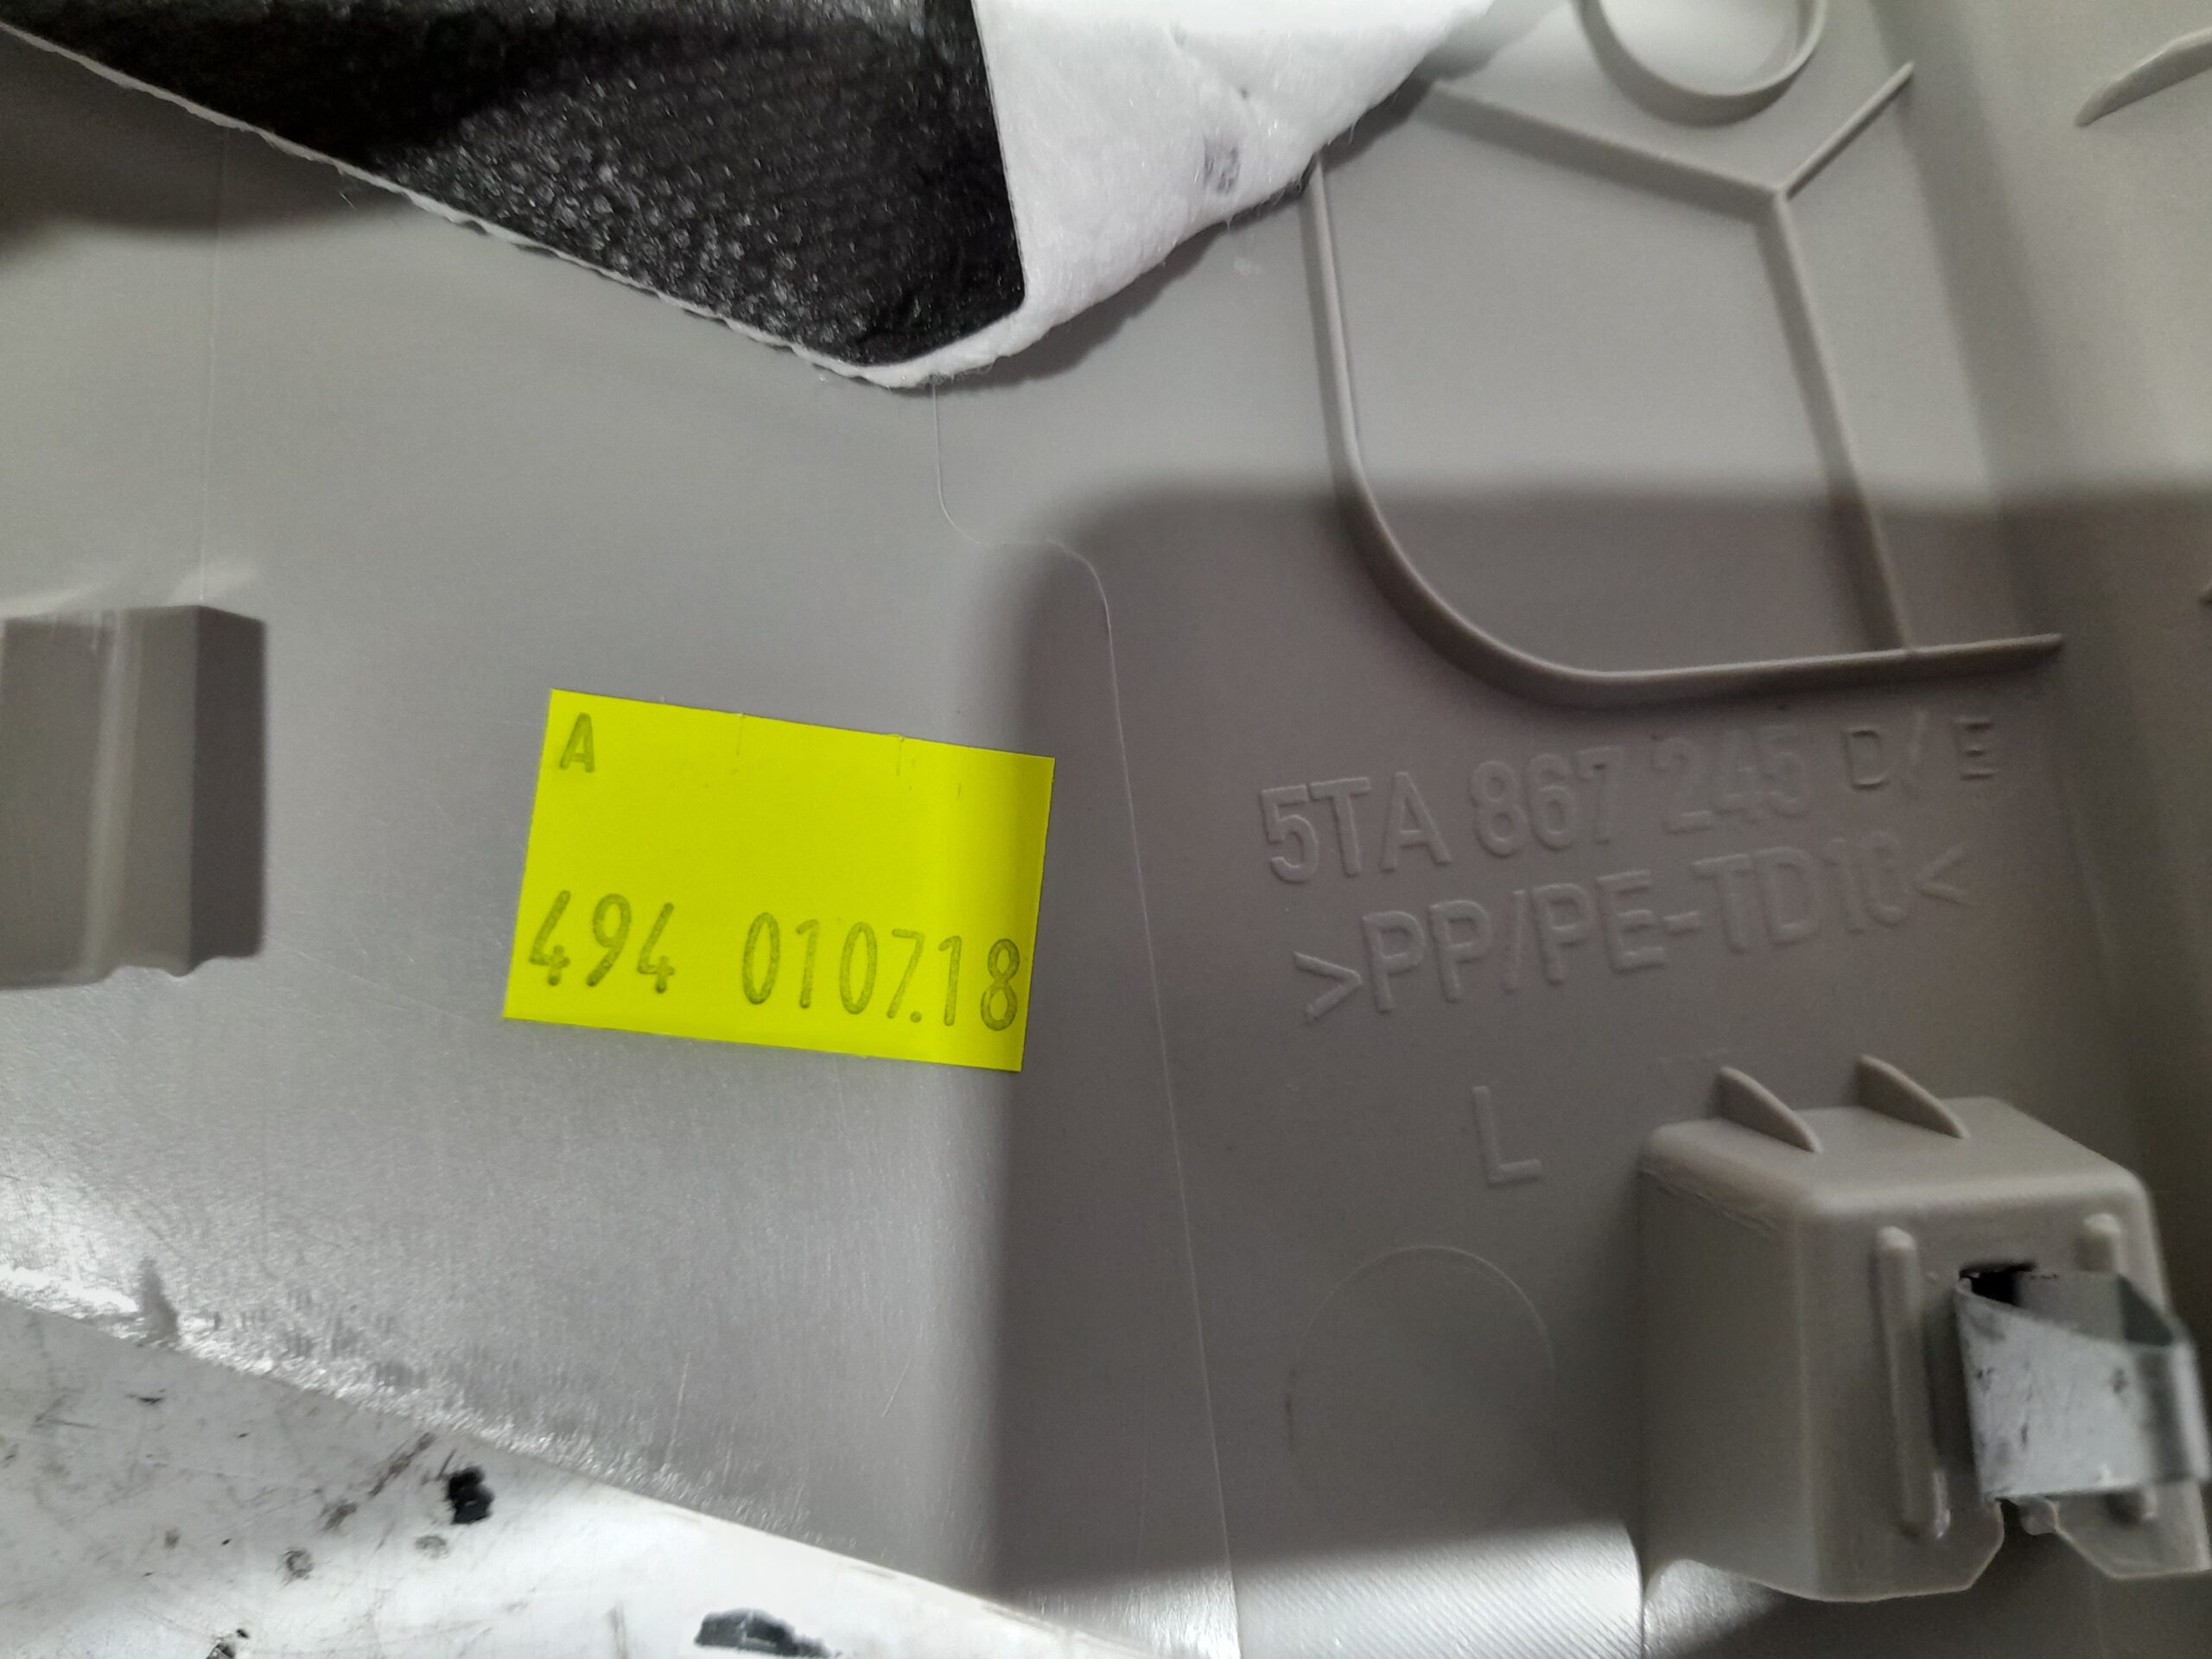 A
494 0107.18
5TA 867 245 D/E
>PP/PE-TD10<
L